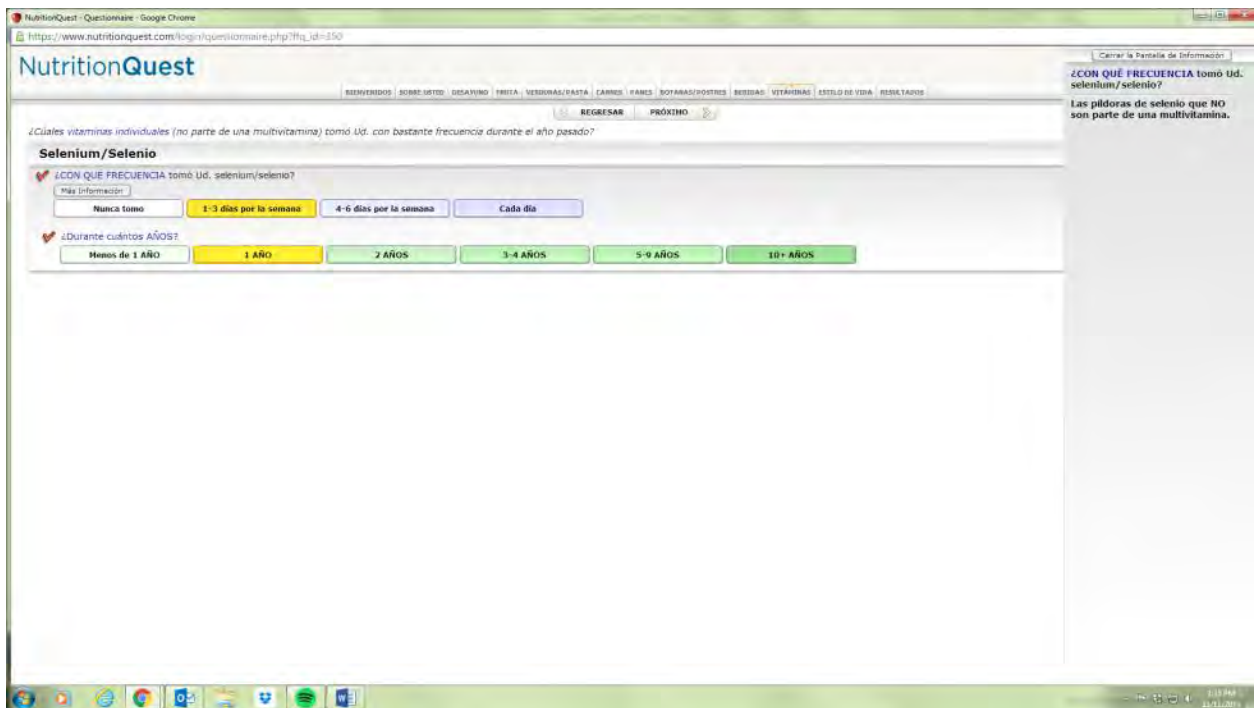 NutritionQuest - Questionnaire - Google Chrome
https://www.nutritionquest.com/login/questionnaire.php?ffq_id=350
NutritionQuest
BIENVENIDOS SOBRE USTED DESAYUNO FRUTA VERDURAS/PASTA CARNES PANES BOTANAS/POSTRES BEBIDAS VITAMINAS ESTILO DE VIDA RESULTADOS
REGRESAR PRÓXIMO
¿Cúales vitaminas individuales (no parte de una multivitamina) tomó Ud. con bastante frecuencia durante el año pasado?
Selenium/Selenio
¿CON QUÉ FRECUENCIA tomó Ud. selenium/selenio?
Más Información
Nunca tomo 1-3 días por la semana 4-6 días por la semana Cada día
¿Durante cuántos AÑOS?
Menos de 1 AÑO 1 AÑO 2 AÑOS 3-4 AÑOS 5-9 AÑOS 10+ AÑOS
Cerrar la Pantalla de Información
¿CON QUÉ FRECUENCIA tomó Ud.
selenium/selenio?
Las píldoras de selenio que NO
son parte de una multivitamina.